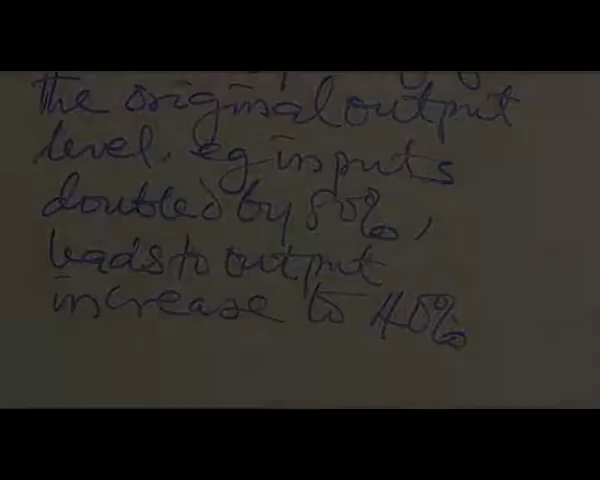 the original output
level. eg inputs
doubled by 50%,
leads to output
increase to 40%